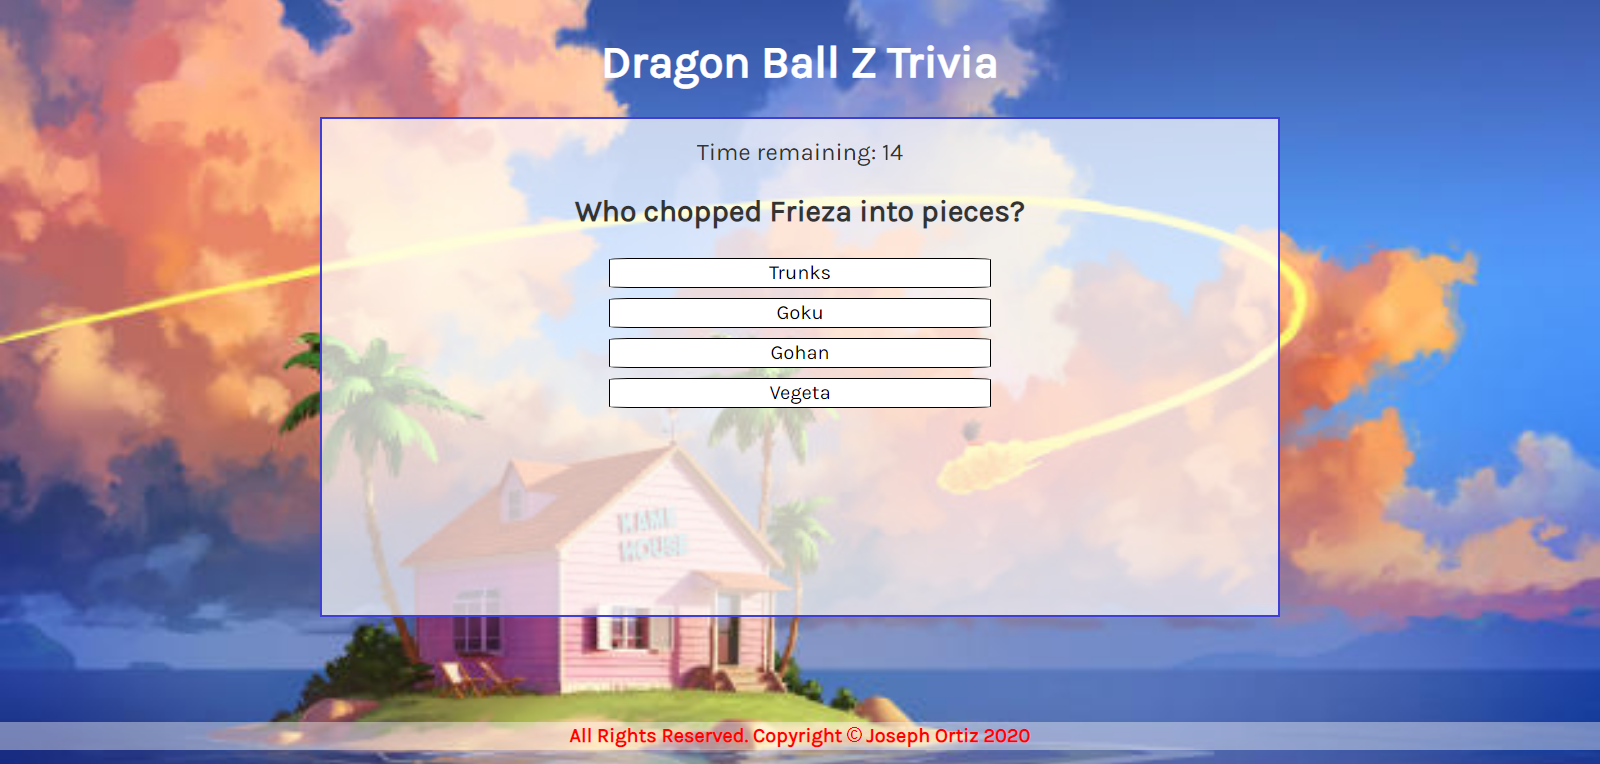 Dragon Ball Z Trivia
Time remaining: 14
Who chopped Frieza into pieces?
Trunks
Goku
Gohan
Vegeta
KAME
HOUSE
All Rights Reserved. Copyright © Joseph Ortiz 2020